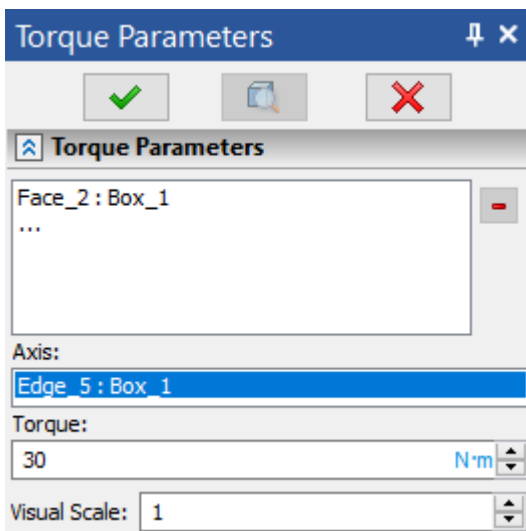 Torque Parameters
Torque Parameters
Face_2 : Box_1
...
Axis:
Edge_5 : Box_1
Torque:
30 N·m
Visual Scale: 1